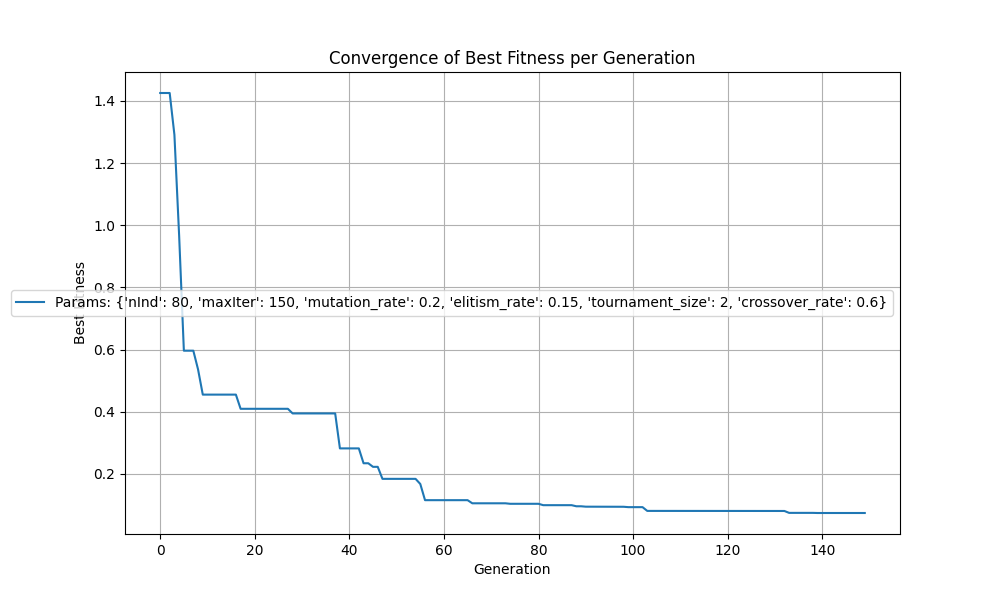 Convergence of Best Fitness per Generation
1.4
1.2
1.0
0.8
0.6
0.4
0.2
Best
Params: {'nInd': 80, 'maxIter': 150, 'mutation_rate': 0.2, 'elitism_rate': 0.15, 'tournament_size': 2, 'crossover_rate': 0.6}
0 20 40 60 80 100 120 140
Generation